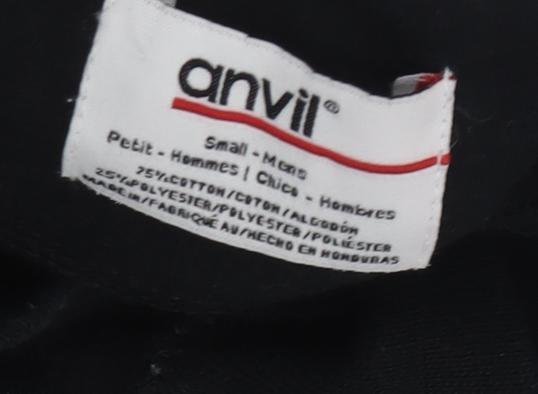 anvil®
Small - Mens
Petit - Hommes | Chico - Hombres
75% COTTON/COTON/ALGODÓN
25% POLYESTER/POLYESTER/POLIÉSTER
MADE IN/FABRIQUÉ AU/HECHO EN HONDURAS